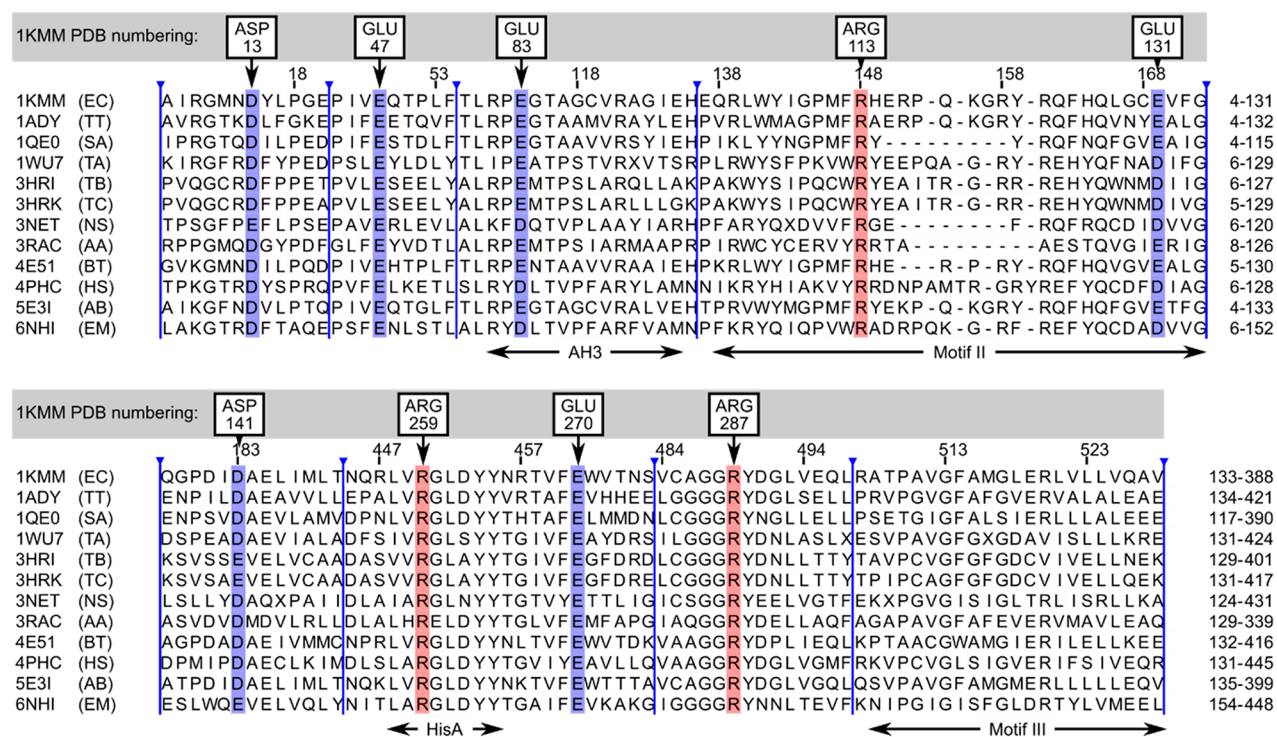 1KMM PDB numbering:
ASP 13 GLU 47 GLU 83 ARG 113 GLU 131
18 53 118 138 148 158 168
1KMM (EC) AIRGMNDYLPGEPIVEQTPLFTLRPEGTAGCVRAGIEHEQRLWYIGPMFRHERP-Q-KGRY-RQFHQLGCEVFG 4-131
1ADY (TT) AVRGTKDLFGKEPIFEETQVFTLRPEGTAAMVRAYLEHPVRLWMAGPMFRAERP-Q-KGRY-RQFHQVNYEALG 4-132
1QE0 (SA) IPRGTQDILPEDPIFESTDLFTLRPEGTAAVVRSYIEHPIKLYYNGPMFRY---------Y-RQFNQFGVEAIG 4-115
1WU7 (TA) KIRGFRDFYPEDPSLEYLDLYTLIPEATPSTVRXVTSRPLRWYSFPKVWRYEEPQA-G-RY-REHYQFNADIFG 6-129
3HRI (TB) PVQGCRDFPPETPVLESEELYALRPEMTPSLARQLLAKPAKWYSIPQCWRYEAITR-G-RR-REHYQWNMDIIG 6-127
3HRK (TC) PVQGCRDFPPEAPVLESEELYALRPEMTPSLARLLLGKPAKWYSIPQCWRYEAITR-G-RR-REHYQWNMDIVG 5-129
3NET (NS) TPSGFPEFLPSEPAVERLEVLALKFDQTVPLAAYIARHPFARYQXDVVFRGE--------F-RQFRQCDIDVVG 6-120
3RAC (AA) RPPGMQDGYPDFGLFEYVDTLALRPEMTPSIARMAAPRPIRWCYCERVYRRTA---------AESTQVGIERIG 8-126
4E51 (BT) GVKGMNDILPQDPIVEHTPLFTLRPENTAAVVRAAIEHPKRLWYIGPMFRHE---R-P-RY-RQFHQVGVEALG 5-130
4PHC (HS) TPKGTRDYSPRQPVFELKETLSLRYDLTVPFARYLAMNNIKRYHIAKVYRRDNPAMTR-GRYREFYQCDFDIAG 6-128
5E3I (AB) AIKGFNDVLPTQPIVEQTGLFTLRPEGTAGCVRALVEHTPRVWYMGPMFRYEKP-Q-KGRY-RQFHQVGVETFG 4-133
6NHI (EM) LAKGTRDFTAQEPSFENLSTLALRYDLTVPFARFVAMNPFKRYQIQPVWRADRPQK-G-RF-REFYQCDADVVG 6-152
AH3 Motif II
1KMM PDB numbering:
ASP 141 ARG 259 GLU 270 ARG 287
183 447 457 484 494 513 523
1KMM (EC) QGPDIDAELIMLTNQRLVRGLDYYNRTVFEWVTNSVCAGGRYDGLVEQLRATPAVGFAMGLERLVLLVQAV 133-388
1ADY (TT) ENPILDAEAVVLLEPALVRGLDYYVRTAFEVHHEELGGGGRYDGLSELLPRVPGVGFAFGVERVALALEAE 134-421
1QE0 (SA) ENPSVDAEVLAMVDPNLVRGLDYYTHTAFELMMDNLCGGGRYNGLLELLPSETGIGFALSIERLLLALEEE 117-390
1WU7 (TA) DSPEADAEVIALADFSIVRGLDYYTGIVFEAYDRSILGGGRYDNLASLXESVPAVGFGXGDAVISLLLKRE 131-424
3HRI (TB) KSVSSEVELVCAADASVVRGLAYYTGIVFEGFDRDLCGGGRYDNLLTTYTAVPCVGFGFGDCVIVELLNEK 129-401
3HRK (TC) KSVSAEVELVCAADASVVRGLAYYTGIVFEGFDRELCGGGRYDNLLTTYTPIPCAGFGFGDCVIVELLQEK 131-417
3NET (NS) LSLLYDAQXPAIIDLAIARGLNYYTGTVYETTLIGICSGGRYEELVGTFEKXPGVGISIGLTRLISRLLKA 124-431
3RAC (AA) ASVDVDMDVLRLLDLALHRELDYYTGLVFEMFAPGIAQGGRYDELVRQFAGAPAVGFAFEVERVMAVLEAQ 129-339
4E51 (BT) AGPDADAEIVMMCNPRLVRGLDYYNLTVFEWVTDKVAAGGRYDPLIEQLKPTAACGWAMGIERILELLKEE 132-416
4PHC (HS) DPMIPDAECLKIMDLSLARGLDYYTGVIYEAVLLQVAAGGRYDGLVGMFRKVPCVGLSIGVERIFSIVEQR 131-445
5E3I (AB) ATPDIDAELIMLTNQKLVRGLDYYNKTVFEWTTTAVCAGGRYDGLVGQLQSVPAVGFAMGMERLLLLLEQV 135-399
6NHI (EM) ESLWQEVELVQLYNITLARGLDYYTGAIFEVKAKGIGGGGRYNNLTEVFKNIPGIGISFGLDRTYLVMEEL 154-448
HisA Motif III